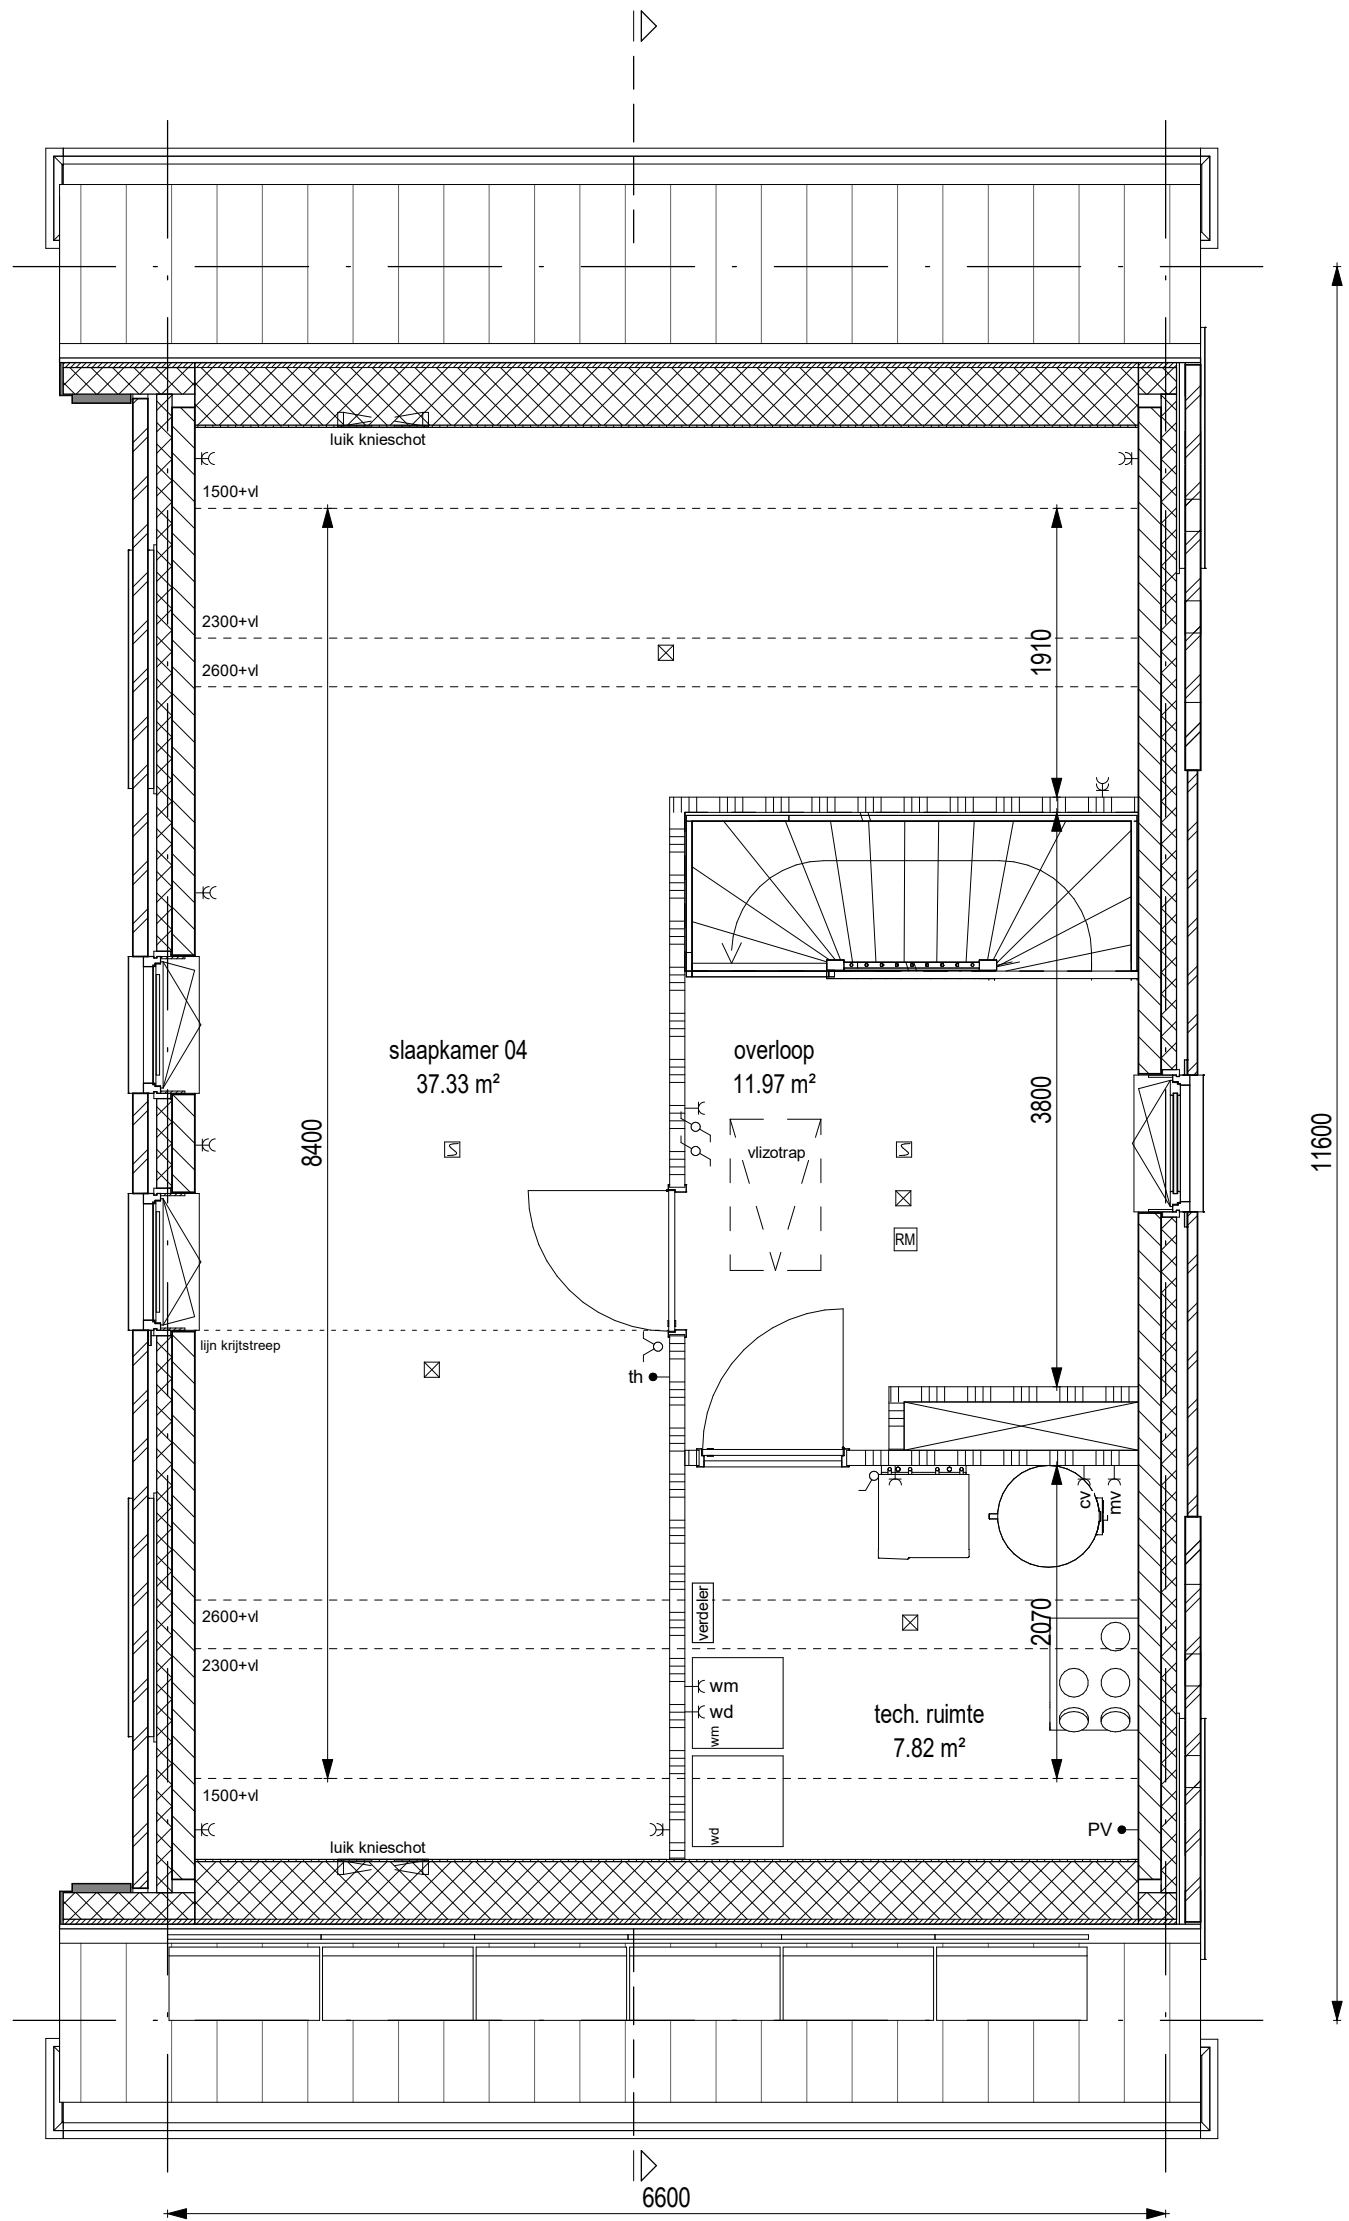 luik knieschot
1500+vl
2300+vl
2600+vl
1910
slaapkamer 04
37.33 m²
overloop
11.97 m²
3800
8400
11600
vlizotrap
RM
lijn krijtstreep
th
cv
mv
2600+vl
verdeler
2070
2300+vl
wm
wd
wm
tech. ruimte
7.82 m²
1500+vl
wd
PV
luik knieschot
6600